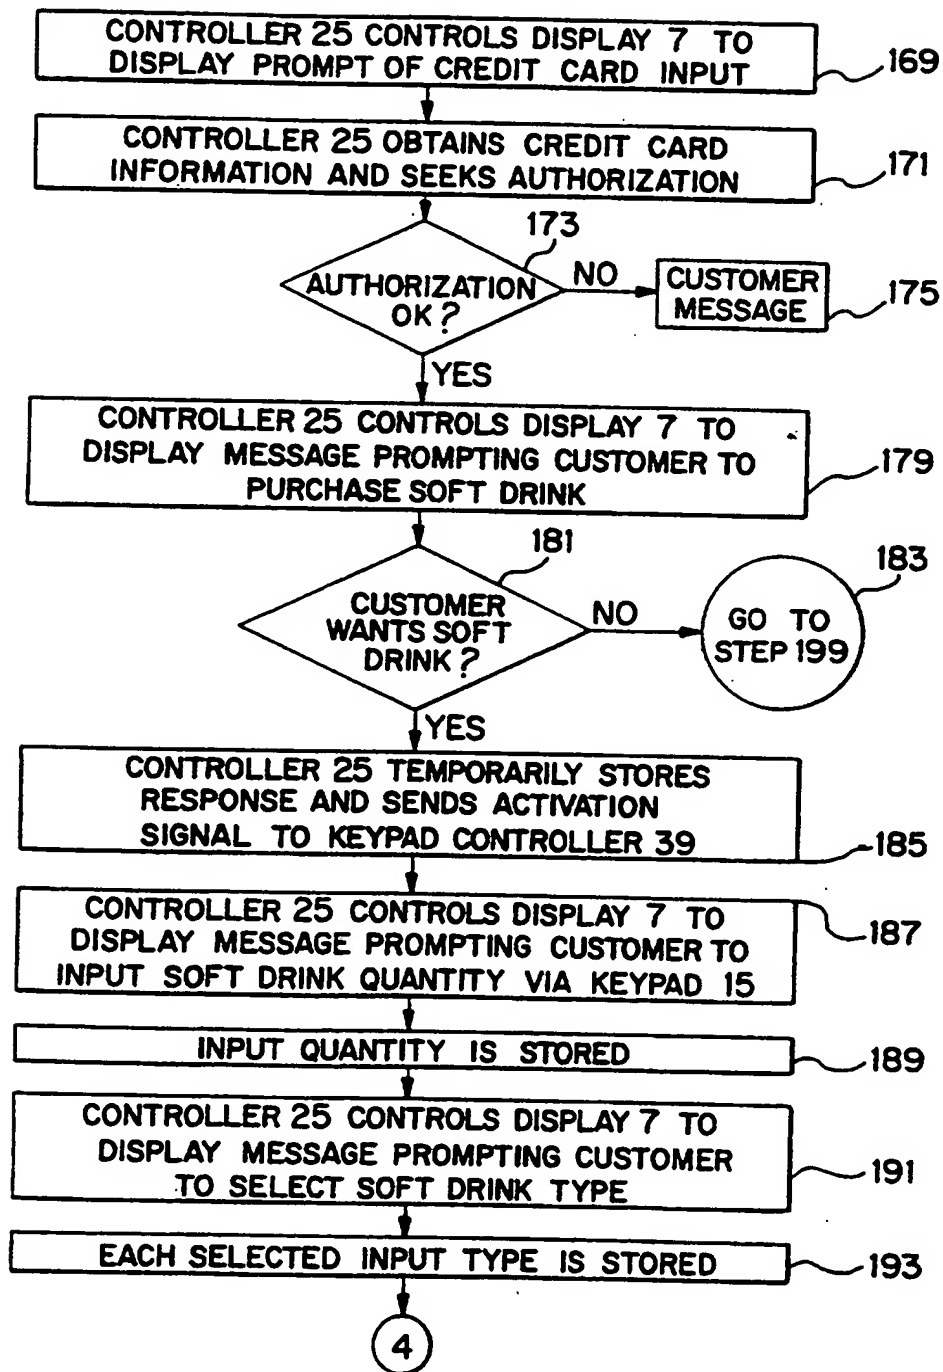 CONTROLLER 25 CONTROLS DISPLAY 7 TO
DISPLAY PROMPT OF CREDIT CARD INPUT
169
CONTROLLER 25 OBTAINS CREDIT CARD
INFORMATION AND SEEKS AUTHORIZATION
171
173
AUTHORIZATION
OK?
NO
CUSTOMER
MESSAGE
175
YES
CONTROLLER 25 CONTROLS DISPLAY 7 TO
DISPLAY MESSAGE PROMPTING CUSTOMER TO
PURCHASE SOFT DRINK
179
181
CUSTOMER
WANTS SOFT
DRINK?
NO
183
GO TO
STEP 199
YES
CONTROLLER 25 TEMPORARILY STORES
RESPONSE AND SENDS ACTIVATION
SIGNAL TO KEYPAD CONTROLLER 39
185
CONTROLLER 25 CONTROLS DISPLAY 7 TO
DISPLAY MESSAGE PROMPTING CUSTOMER TO
INPUT SOFT DRINK QUANTITY VIA KEYPAD 15
187
INPUT QUANTITY IS STORED
189
CONTROLLER 25 CONTROLS DISPLAY 7 TO
DISPLAY MESSAGE PROMPTING CUSTOMER
TO SELECT SOFT DRINK TYPE
191
EACH SELECTED INPUT TYPE IS STORED
193
4